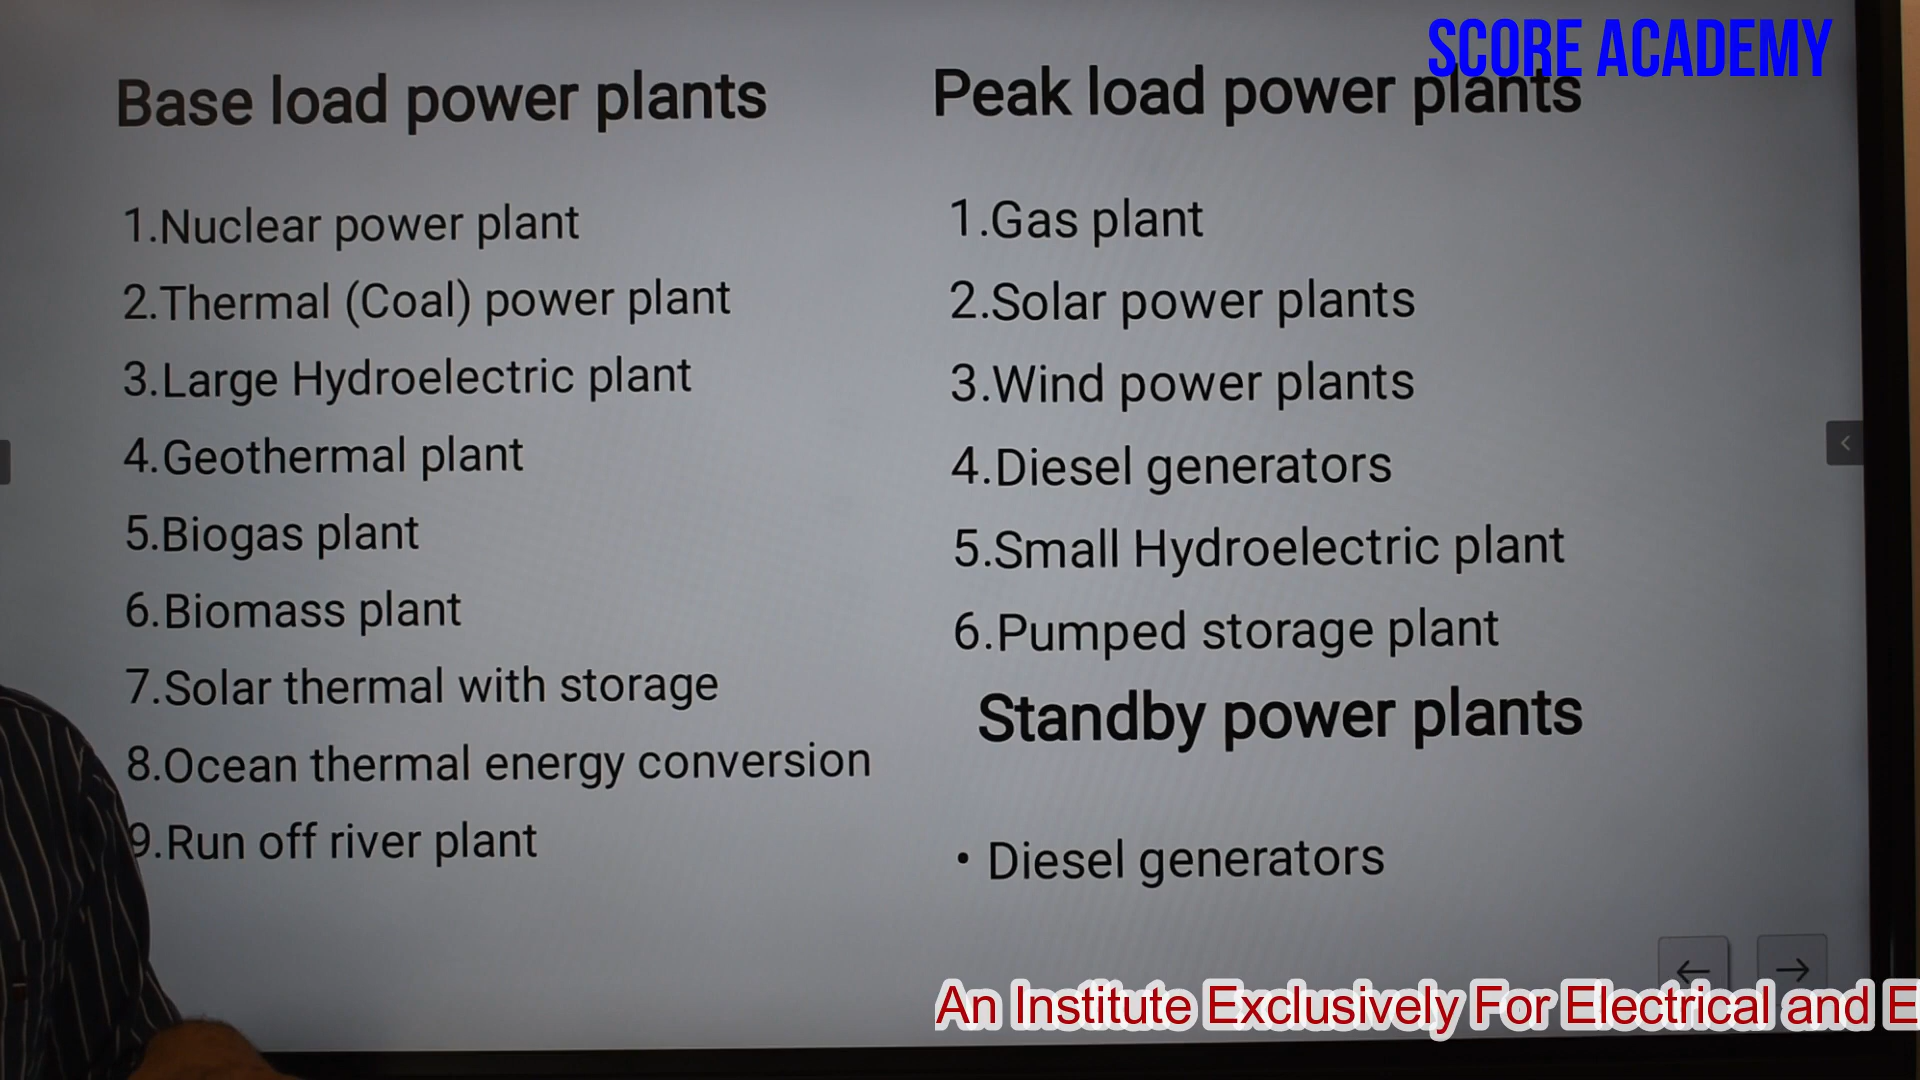 SCORE ACADEMY
Base load power plants
1.Nuclear power plant
2.Thermal (Coal) power plant
3.Large Hydroelectric plant
4.Geothermal plant
5.Biogas plant
6.Biomass plant
7.Solar thermal with storage
8.Ocean thermal energy conversion
9.Run off river plant
Peak load power plants
1.Gas plant
2.Solar power plants
3.Wind power plants
4.Diesel generators
5.Small Hydroelectric plant
6.Pumped storage plant
Standby power plants
• Diesel generators
An Institute Exclusively For Electrical and E